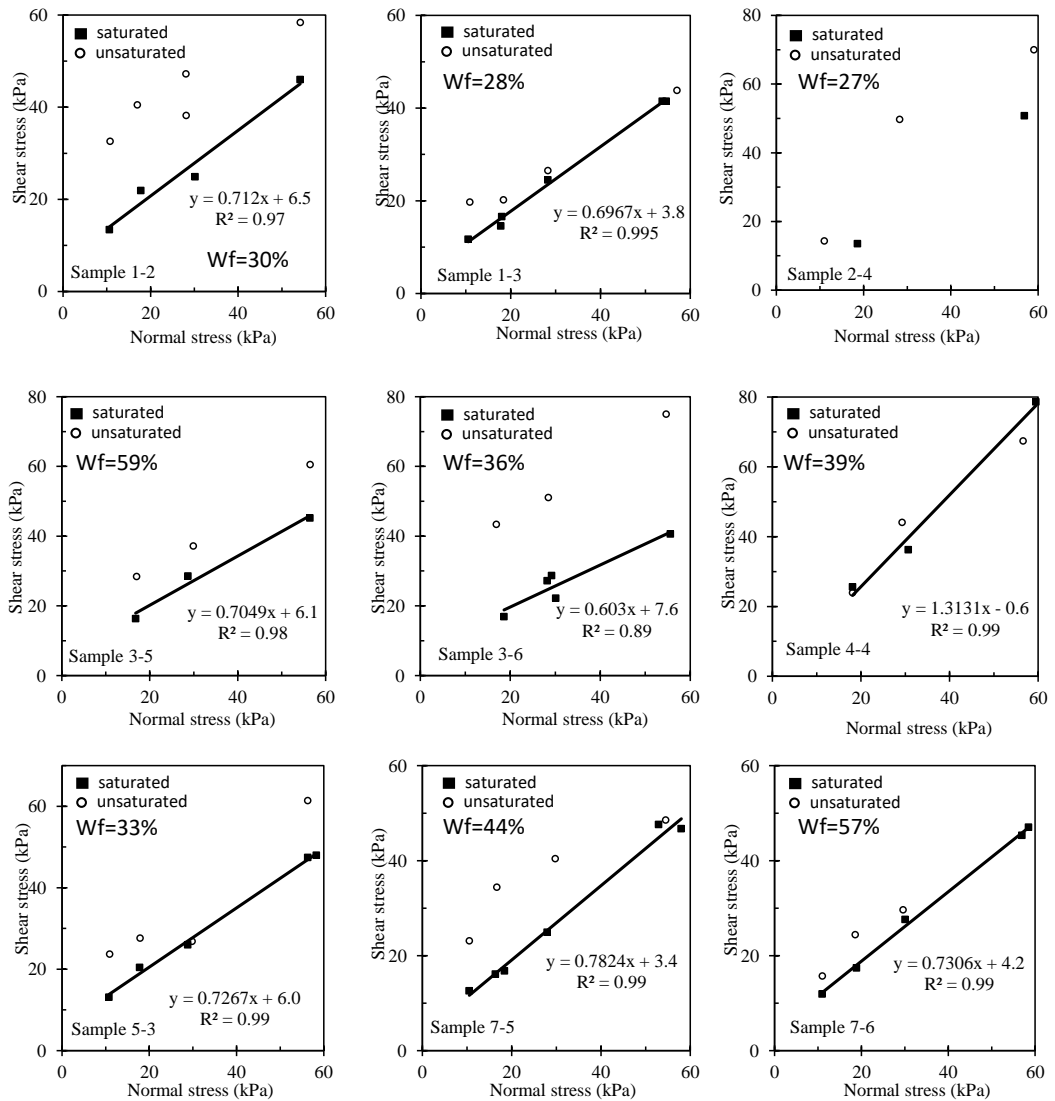 60
40
20
0
Shear stress (kPa)
saturated
unsaturated
y = 0.712x + 6.5
R² = 0.97
Wf=30%
Sample 1-2
0 20 40 60
Normal stress (kPa)
60
40
20
0
Shear stress (kPa)
saturated
unsaturated
Wf=28%
y = 0.6967x + 3.8
R² = 0.995
Sample 1-3
0 20 40 60
Normal stress (kPa)
80
60
40
20
0
Shear stress (kPa)
saturated
unsaturated
Wf=27%
Sample 2-4
0 20 40 60
Normal stress (kPa)
80
60
40
20
0
Shear stress (kPa)
saturated
unsaturated
Wf=59%
y = 0.7049x + 6.1
R² = 0.98
Sample 3-5
0 20 40 60
Normal stress (kPa)
80
60
40
20
0
Shear stress (kPa)
saturated
unsaturated
Wf=36%
y = 0.603x + 7.6
R² = 0.89
Sample 3-6
0 20 40 60
Normal stress (kPa)
80
60
40
20
0
Shear stress (kPa)
saturated
unsaturated
Wf=39%
y = 1.3131x - 0.6
R² = 0.99
Sample 4-4
0 20 40 60
Normal stress (kPa)
60
40
20
0
Shear stress (kPa)
saturated
unsaturated
Wf=33%
y = 0.7267x + 6.0
R² = 0.99
Sample 5-3
0 20 40 60
Normal stress (kPa)
60
40
20
0
Shear stress (kPa)
saturated
unsaturated
Wf=44%
y = 0.7824x + 3.4
R² = 0.99
Sample 7-5
0 20 40 60
Normal stress (kPa)
60
40
20
0
Shear stress (kPa)
saturated
unsaturated
Wf=57%
y = 0.7306x + 4.2
R² = 0.99
Sample 7-6
0 20 40 60
Normal stress (kPa)